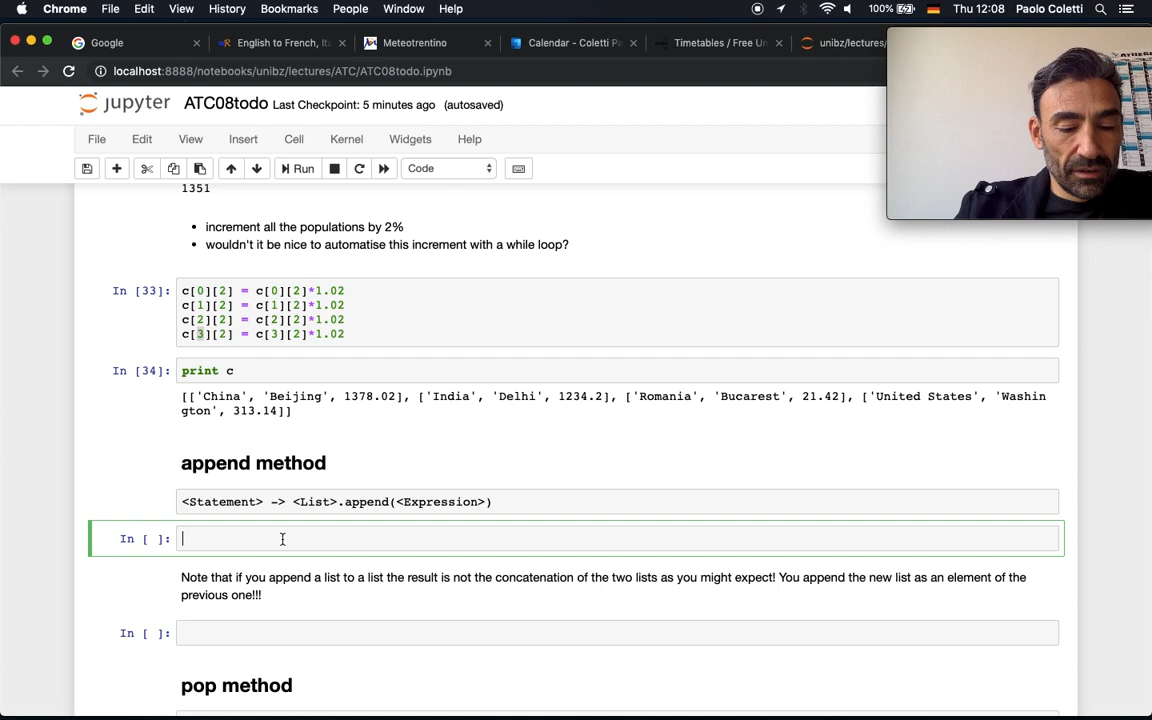 Chrome File Edit View History Bookmarks People Window Help 100% Thu 12:08 Paolo Coletti
Google English to French, Ita Meteotrentino Calendar - Coletti Pa Timetables / Free Un unibz/lectures/
localhost:8888/notebooks/unibz/lectures/ATC/ATC08todo.ipynb
jupyter ATC08todo Last Checkpoint: 5 minutes ago (autosaved)
File Edit View Insert Cell Kernel Widgets Help
Run Code
1351
• increment all the populations by 2%
• wouldn't it be nice to automatise this increment with a while loop?
In [33]: c[0][2] = c[0][2]*1.02
c[1][2] = c[1][2]*1.02
c[2][2] = c[2][2]*1.02
c[3][2] = c[3][2]*1.02
In [34]: print c
[['China', 'Beijing', 1378.02], ['India', 'Delhi', 1234.2], ['Romania', 'Bucarest', 21.42], ['United States', 'Washin
gton', 313.14]]
append method
<Statement> -> <List>.append(<Expression>)
In [ ]:
Note that if you append a list to a list the result is not the concatenation of the two lists as you might expect! You append the new list as an element of the
previous one!!!
In [ ]:
pop method